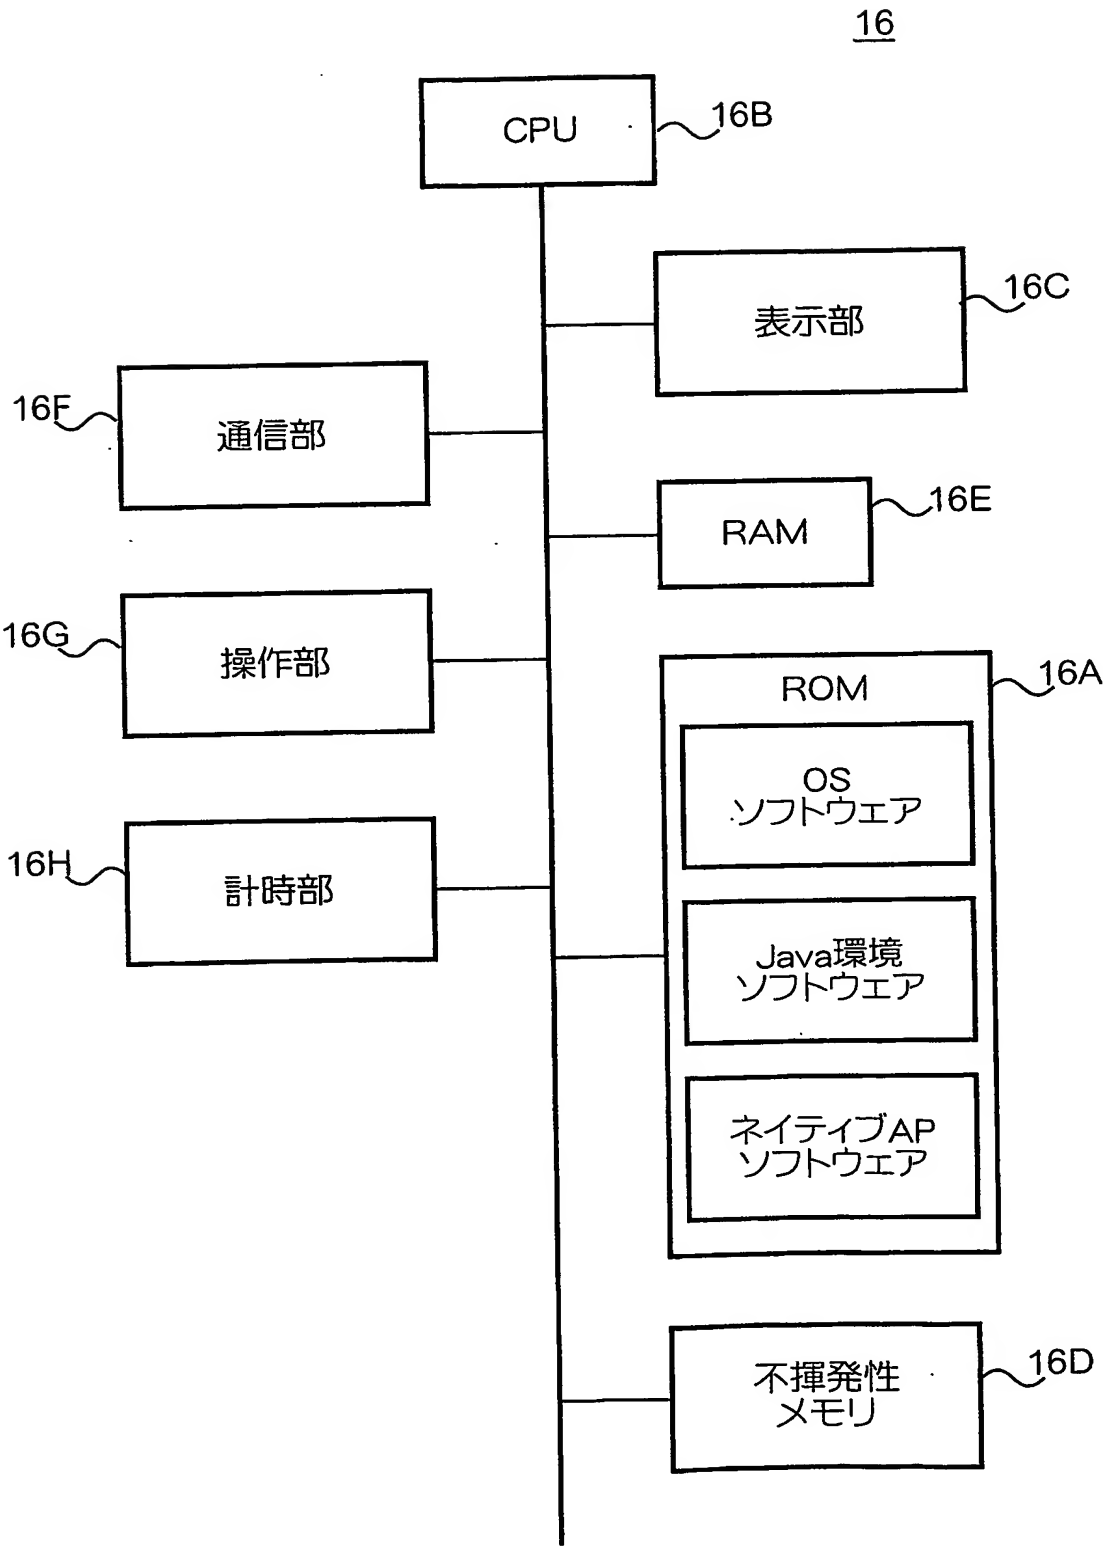 16
CPU
16B
表示部
16C
16F
通信部
RAM
16E
16G
操作部
ROM
16A
OS
ソフトウェア
16H
計時部
Java環境
ソフトウェア
ネイティブAP
ソフトウェア
不揮発性
メモリ
16D